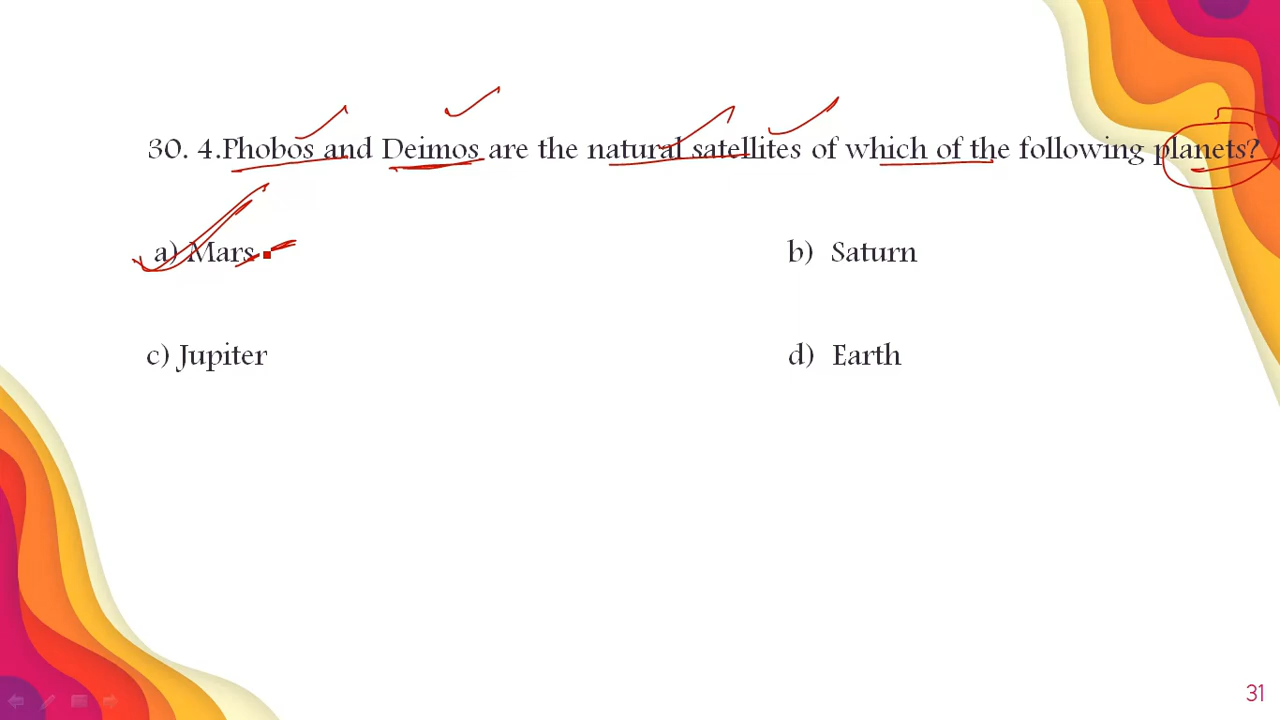 30. 4.Phobos and Deimos are the natural satellites of which of the following planets?
a) Mars
b) Saturn
c) Jupiter
d) Earth
31